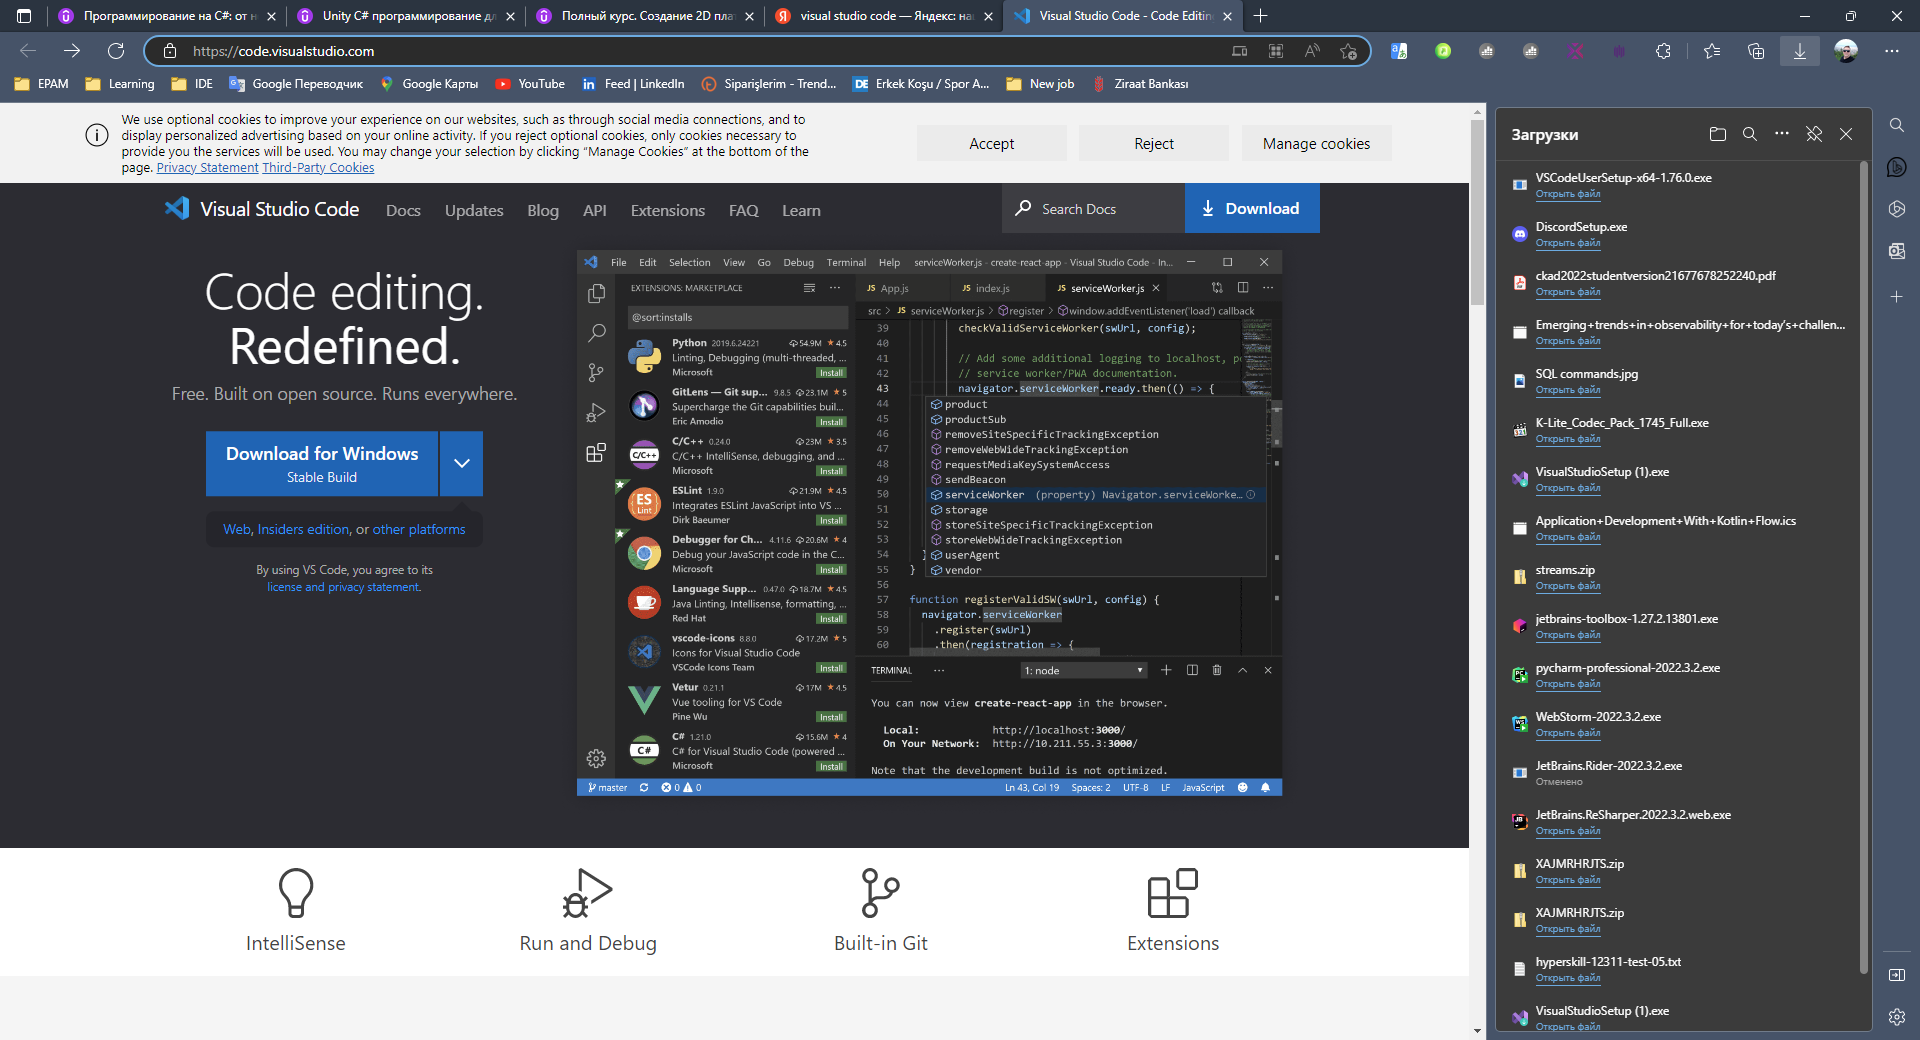 Программирование на C#: от н
Unity C# программирование дл
Полный курс. Создание 2D пла
visual studio code — Яндекс: на
Visual Studio Code - Code Editin
https://code.visualstudio.com
EPAM
Learning
IDE
Google Переводчик
Google Карты
YouTube
Feed | LinkedIn
Siparişlerim - Trend...
Erkek Koşu / Spor A...
New job
Ziraat Bankası
We use optional cookies to improve your experience on our websites, such as through social media connections, and to
display personalized advertising based on your online activity. If you reject optional cookies, only cookies necessary to
provide you the services will be used. You may change your selection by clicking “Manage Cookies” at the bottom of the
page. Privacy Statement Third-Party Cookies
Accept
Reject
Manage cookies
Visual Studio Code
Docs
Updates
Blog
API
Extensions
FAQ
Learn
Search Docs
Download
Code editing.
Redefined.
Free. Built on open source. Runs everywhere.
Download for Windows
Stable Build
Web, Insiders edition, or other platforms
By using VS Code, you agree to its
license and privacy statement.
File Edit Selection View Go Debug Terminal Help
serviceWorker.js - create-react-app - Visual Studio Code - In...
EXTENSIONS: MARKETPLACE
@sort:installs
Python 2019.6.24221 54.9M 4.5
Linting, Debugging (multi-threaded, ...
Microsoft Install
GitLens — Git sup... 9.8.5 23.1M 5
Supercharge the Git capabilities buil...
Eric Amodio Install
C/C++
C/C++ 0.24.0 23M 3.5
C/C++ IntelliSense, debugging, and ...
Microsoft Install
ES
Lint
ESLint 1.9.0 21.9M 4.5
Integrates ESLint JavaScript into VS ...
Dirk Baeumer Install
Debugger for Ch... 4.11.6 20.6M 4
Debug your JavaScript code in the C...
Microsoft Install
Language Supp... 0.47.0 18.7M 4.5
Java Linting, Intellisense, formatting, ...
Red Hat Install
vscode-icons 8.8.0 17.2M 5
Icons for Visual Studio Code
VSCode Icons Team Install
Vetur 0.21.1 17M 4.5
Vue tooling for VS Code
Pine Wu Install
C#
C# 1.21.0 15.6M 4
C# for Visual Studio Code (powered ...
Microsoft Install
JS App.js
JS index.js
JS serviceWorker.js
src > JS serviceWorker.js > register > window.addEventListener('load') callback
39 checkValidServiceWorker(swUrl, config);
40
41 // Add some additional logging to localhost, p
42 // service worker/PWA documentation.
43 navigator.serviceWorker.ready.then(() => {
44 product
45 productSub
46 removeSiteSpecificTrackingException
47 removeWebWideTrackingException
48 requestMediaKeySystemAccess
49 sendBeacon
50 serviceWorker (property) Navigator.serviceWorke...
51 storage
52 storeSiteSpecificTrackingException
53 storeWebWideTrackingException
54 } userAgent
55 } vendor
56
57 function registerValidSW(swUrl, config) {
58 navigator.serviceWorker
59 .register(swUrl)
60 .then(registration => {
TERMINAL ...
1: node
You can now view create-react-app in the browser.
Local: http://localhost:3000/
On Your Network: http://10.211.55.3:3000/
Note that the development build is not optimized.
master 0 0
Ln 43, Col 19 Spaces: 2 UTF-8 LF JavaScript
IntelliSense
Run and Debug
Built-in Git
Extensions
Загрузки
VSCodeUserSetup-x64-1.76.0.exe
Открыть файл
DiscordSetup.exe
Открыть файл
ckad2022studentversion21677678252240.pdf
Открыть файл
Emerging+trends+in+observability+for+today's+challen...
Открыть файл
SQL commands.jpg
Открыть файл
K-Lite_Codec_Pack_1745_Full.exe
Открыть файл
VisualStudioSetup (1).exe
Открыть файл
Application+Development+With+Kotlin+Flow.ics
Открыть файл
streams.zip
Открыть файл
jetbrains-toolbox-1.27.2.13801.exe
Открыть файл
pycharm-professional-2022.3.2.exe
Открыть файл
WebStorm-2022.3.2.exe
Открыть файл
JetBrains.Rider-2022.3.2.exe
Отменено
JetBrains.ReSharper.2022.3.2.web.exe
Открыть файл
XAJMRHRJTS.zip
Открыть файл
XAJMRHRJTS.zip
Открыть файл
hyperskill-12311-test-05.txt
Открыть файл
VisualStudioSetup (1).exe
Открыть файл